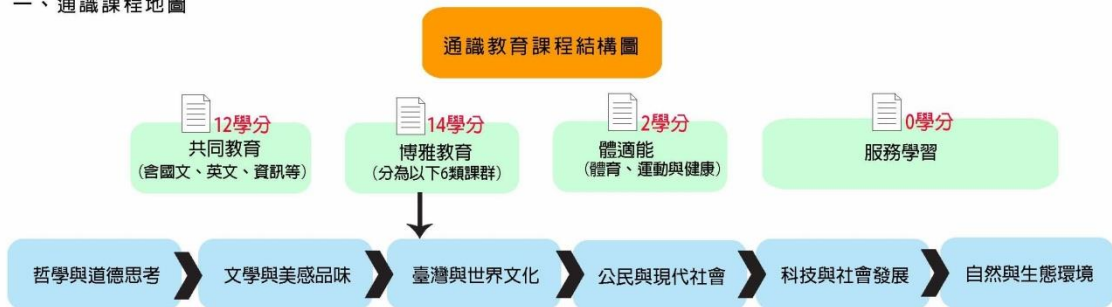 一、通識課程地圖
通識教育課程結構圖
12學分
共同教育
(含國文、英文、資訊等)
14學分
博雅教育
(分為以下6類課群)
2學分
體適能
(體育、運動與健康)
0學分
服務學習
哲學與道德思考
文學與美感品味
臺灣與世界文化
公民與現代社會
科技與社會發展
自然與生態環境